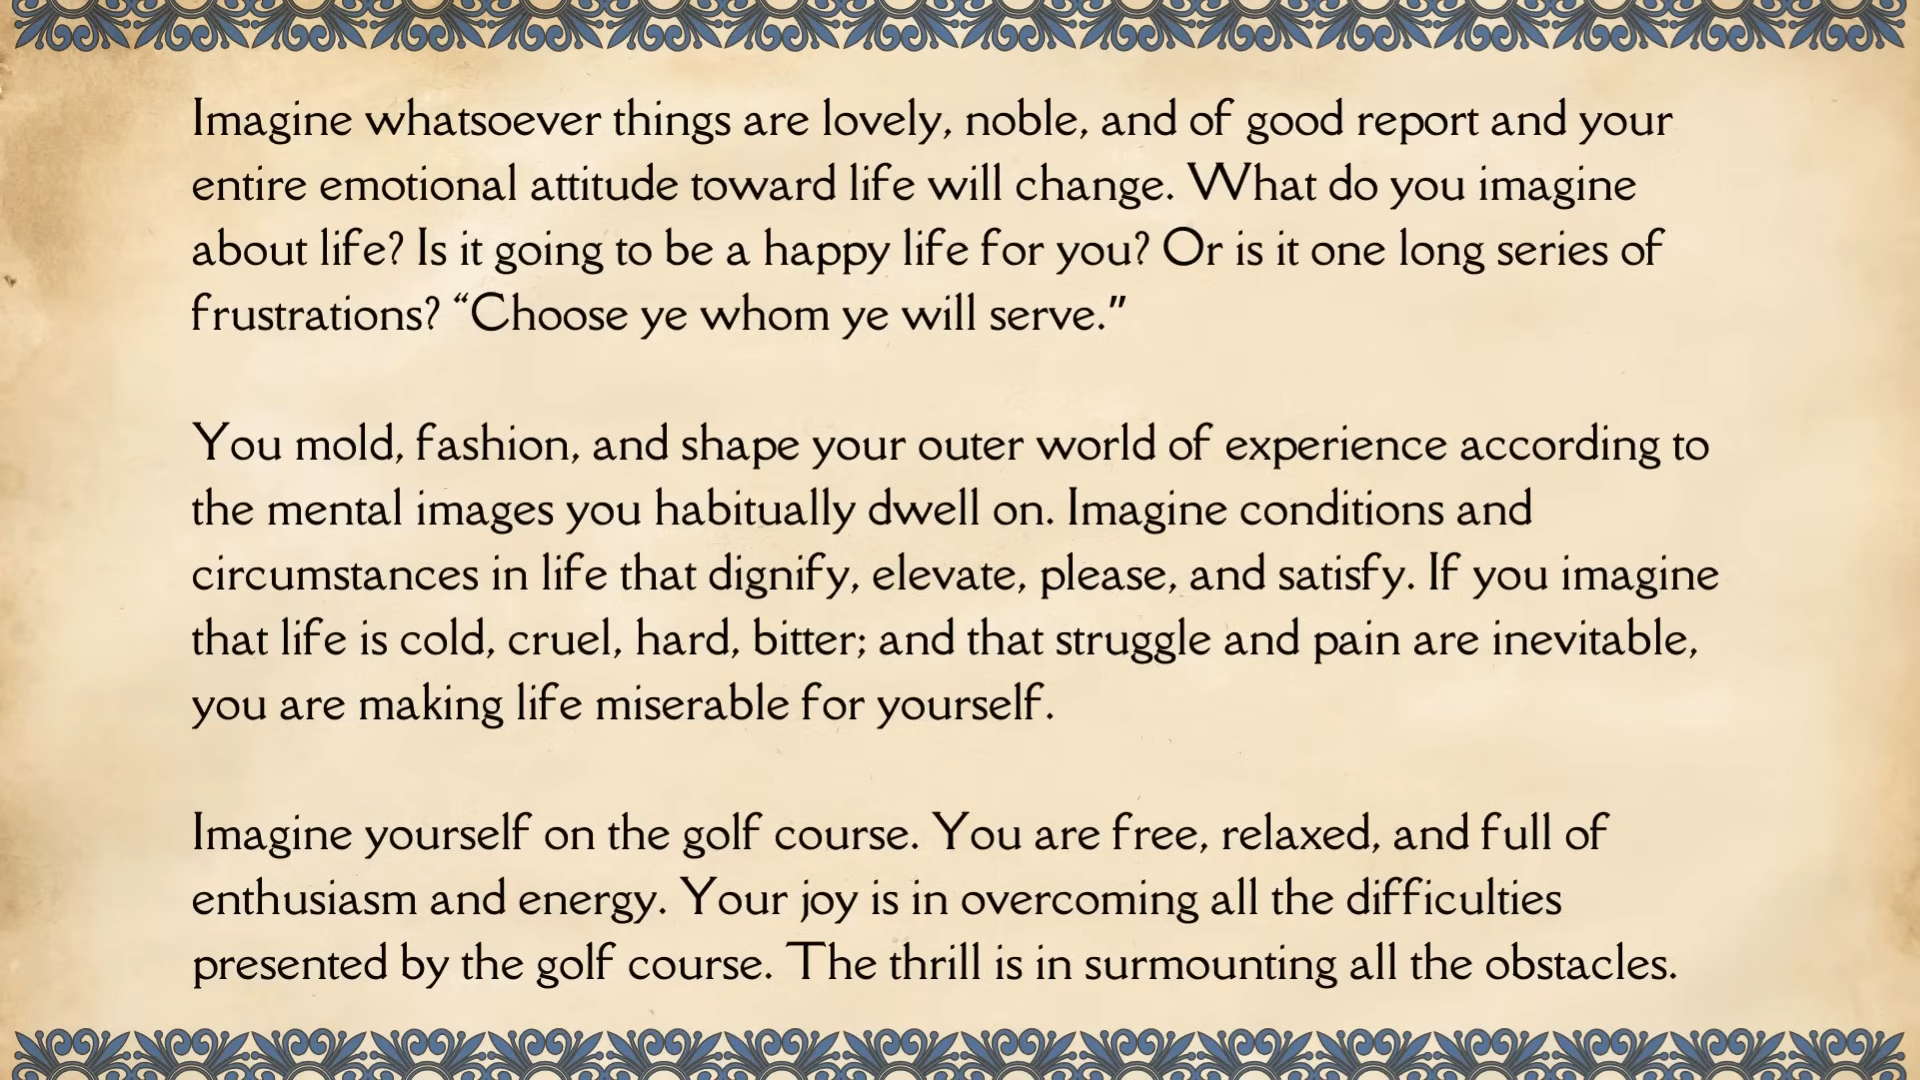 Imagine whatsoever things are lovely, noble, and of good report and your
entire emotional attitude toward life will change. What do you imagine
about life? Is it going to be a happy life for you? Or is it one long series of
frustrations? “Choose ye whom ye will serve."
You mold, fashion, and shape your outer world of experience according to
the mental images you habitually dwell on. Imagine conditions and
circumstances in life that dignify, elevate, please, and satisfy. If you imagine
that life is cold, cruel, hard, bitter; and that struggle and pain are inevitable,
you are making life miserable for yourself.
Imagine yourself on the golf course. You are free, relaxed, and full of
enthusiasm and energy. Your joy is in overcoming all the difficulties
presented by the golf course. The thrill is in surmounting all the obstacles.